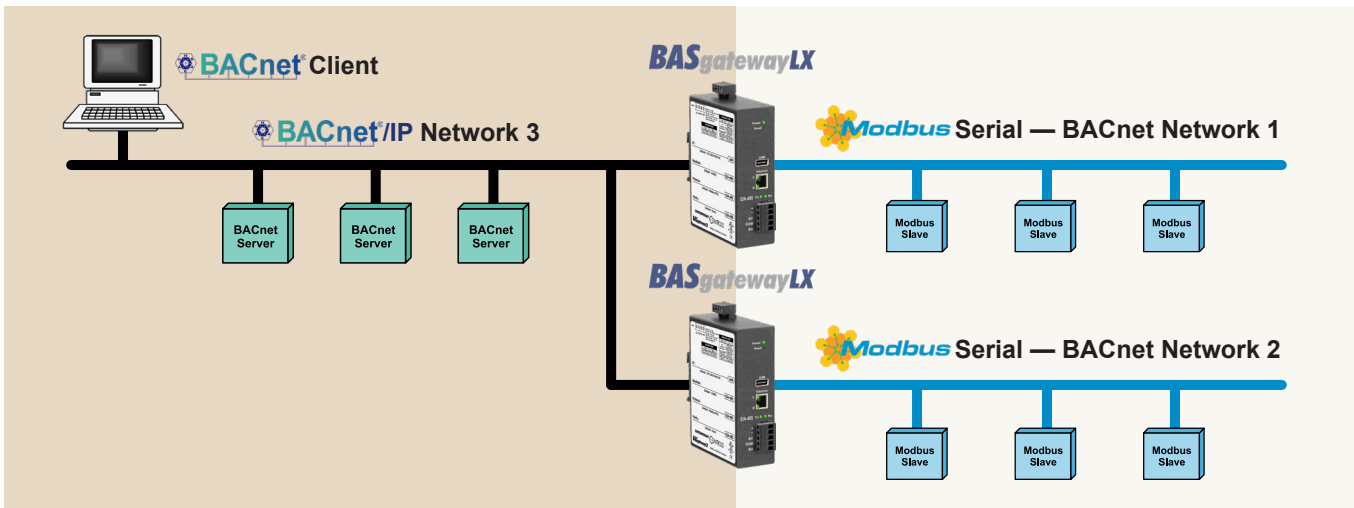 BACnet® Client
BASgatewayLX
BACnet®/IP Network 3
Modbus Serial — BACnet Network 1
BACnet
Server
BACnet
Server
BACnet
Server
Modbus
Slave
Modbus
Slave
Modbus
Slave
BASgatewayLX
Modbus Serial — BACnet Network 2
Modbus
Slave
Modbus
Slave
Modbus
Slave